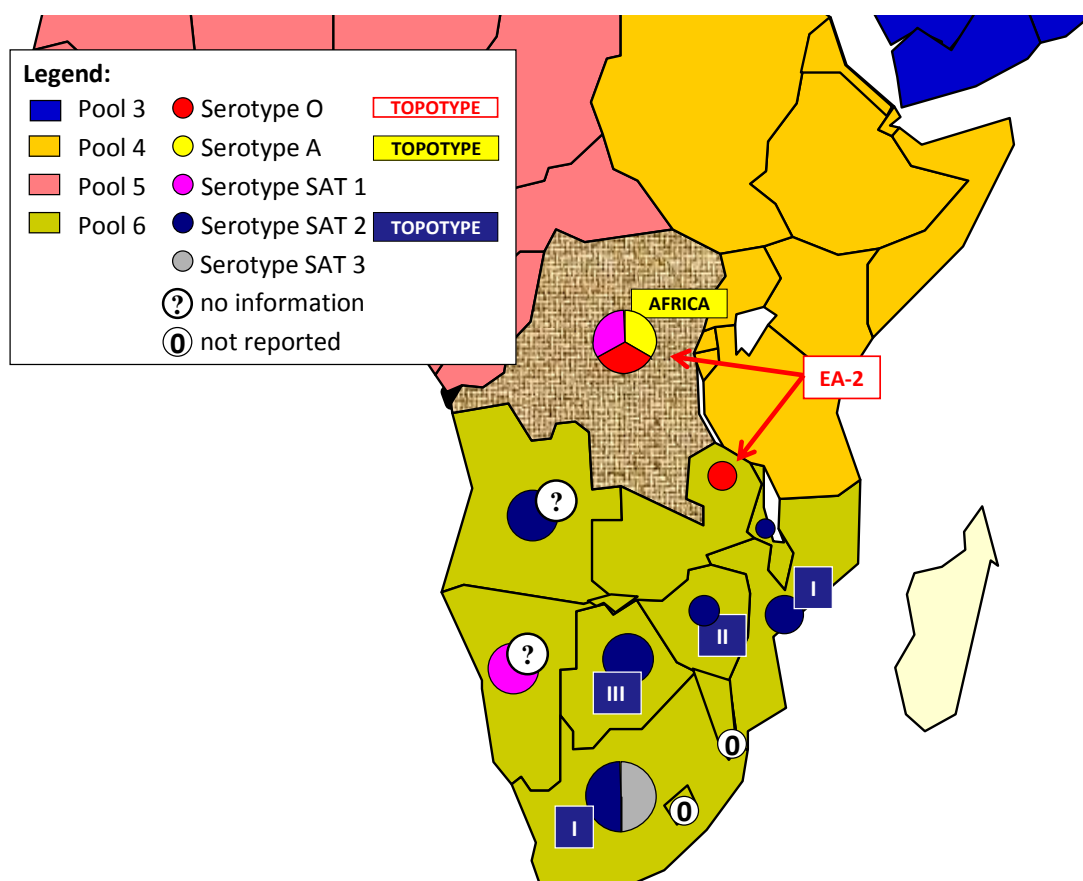 Legend:
Pool 3
Serotype O
TOPOTYPE
Pool 4
Serotype A
TOPOTYPE
Pool 5
Serotype SAT 1
Pool 6
Serotype SAT 2
TOPOTYPE
Serotype SAT 3
? no information
0 not reported
AFRICA
EA-2
?
I
II
?
III
0
I
0